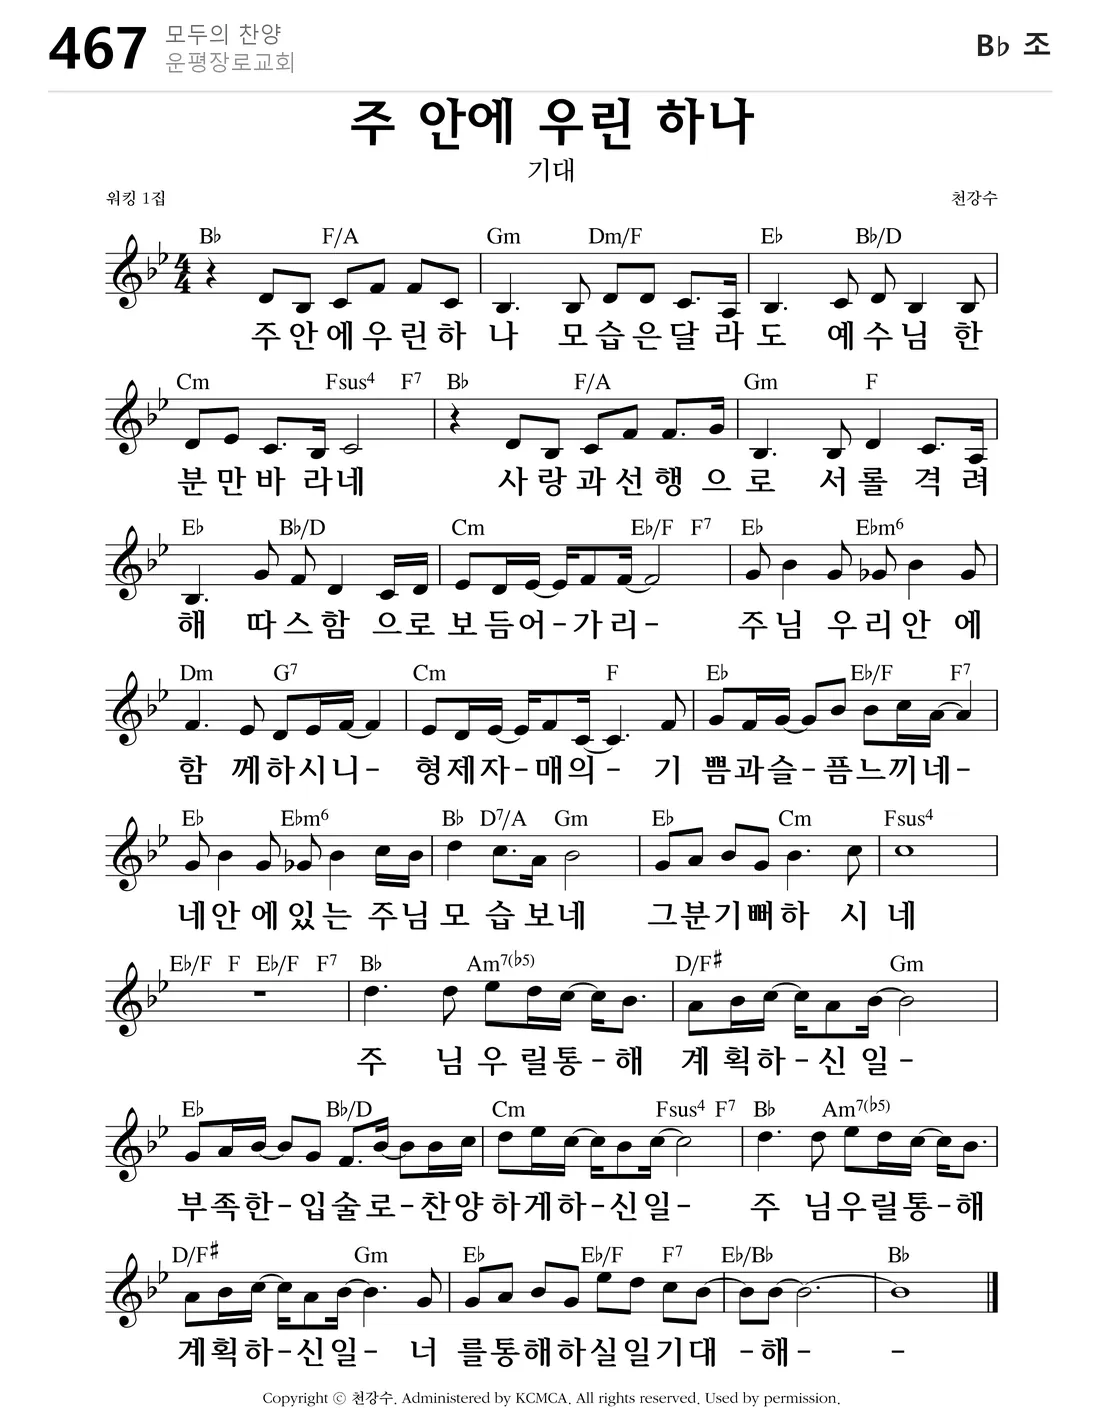 467
모두의 찬양
운평장로교회
B♭ 조
주 안에 우린 하나
기대
워킹 1집
천강수
B♭ F/A Gm Dm/F E♭ B♭/D
주 안 에 우 린 하 나 모 습 은 달 라 도 예 수 님 한
Cm Fsus4 F7 B♭ F/A Gm F
분 만 바 라 네 사 랑 과 선 행 으 로 서 롤 격 려
E♭ B♭/D Cm E♭/F F7 E♭ E♭m6
해 따 스 함 으 로 보 듬 어 - 가 리 - 주 님 우 리 안 에
Dm G7 Cm F E♭ E♭/F F7
함 께 하 시 니 - 형 제 자 - 매 의 - 기 쁨 과 슬 - 픔 느 끼 네 -
E♭ E♭m6 B♭ D7/A Gm E♭ Cm Fsus4
네 안 에 있 는 주 님 모 습 보 네 그 분 기 뻐 하 시 네
E♭/F F E♭/F F7 B♭ Am7(♭5) D/F♯ Gm
주 님 우 릴 통 - 해 계 획 하 - 신 일 -
E♭ B♭/D Cm Fsus4 F7 B♭ Am7(♭5)
부 족 한 - 입 술 로 - 찬 양 하 게 하 - 신 일 - 주 님 우 릴 통 - 해
D/F♯ Gm E♭ E♭/F F7 E♭/B♭ B♭
계 획 하 - 신 일 - 너 를 통 해 하 실 일 기 대 - 해 - -
Copyright ⓒ 천강수. Administered by KCMCA. All rights reserved. Used by permission.